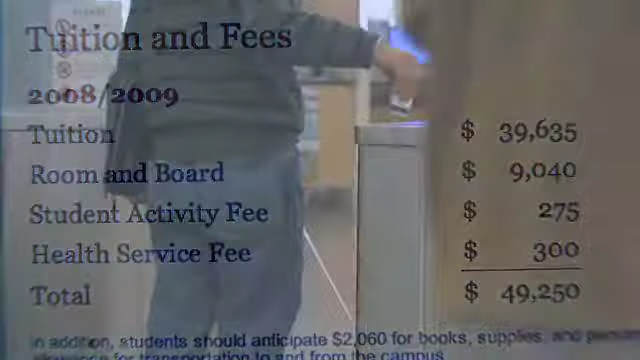 Tuition and Fees
2008/2009
Tuition $ 39,635
Room and Board $ 9,040
Student Activity Fee $ 275
Health Service Fee $ 300
Total $ 49,250
In addition, students should anticipate $2,060 for books, supplies, and
allowance for transportation to and from the campus